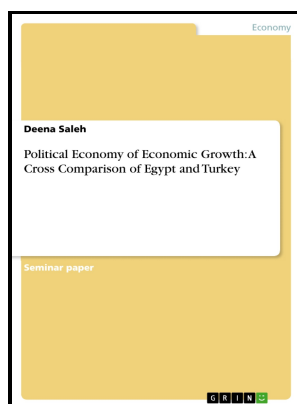 Economy
Deena Saleh
Political Economy of Economic Growth: A
Cross Comparison of Egypt and Turkey
Seminar paper
GRIN